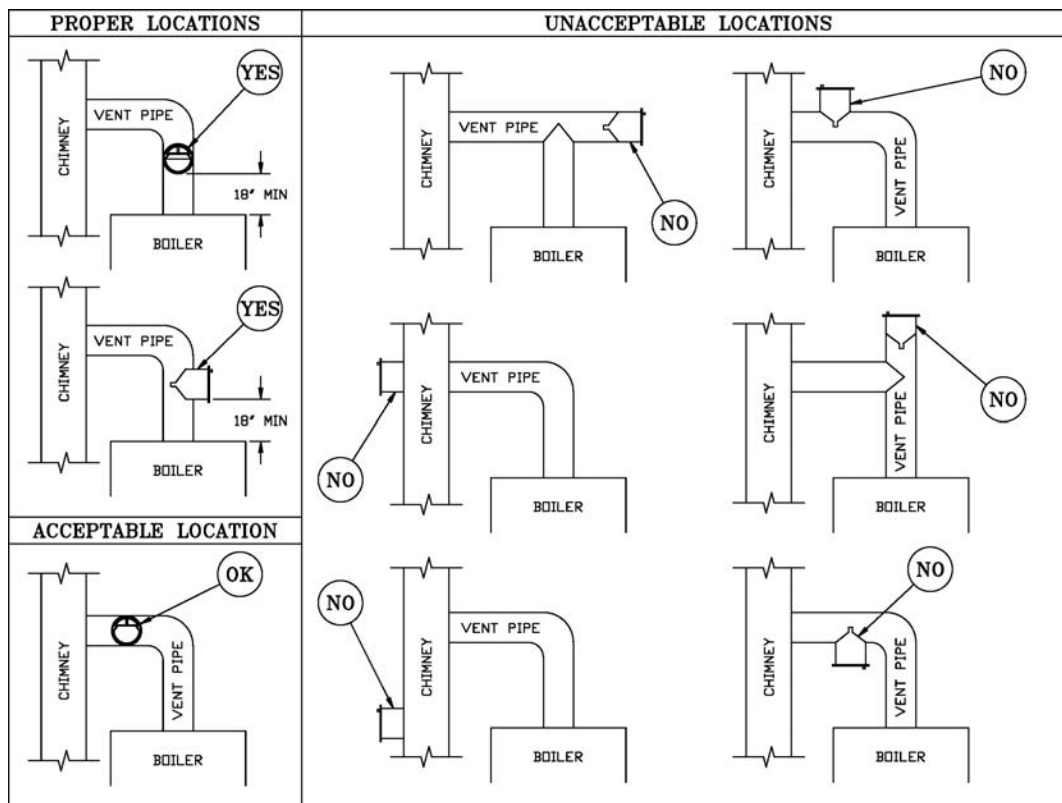 PROPER LOCATIONS
YES
CHIMNEY
VENT PIPE
18" MIN
BOILER
YES
CHIMNEY
VENT PIPE
18" MIN
BOILER
ACCEPTABLE LOCATION
OK
CHIMNEY
VENT PIPE
BOILER
UNACCEPTABLE LOCATIONS
CHIMNEY
VENT PIPE
NO
BOILER
NO
CHIMNEY
VENT PIPE
BOILER
CHIMNEY
VENT PIPE
NO
BOILER
CHIMNEY
NO
VENT PIPE
BOILER
NO
CHIMNEY
VENT PIPE
BOILER
NO
CHIMNEY
VENT PIPE
BOILER